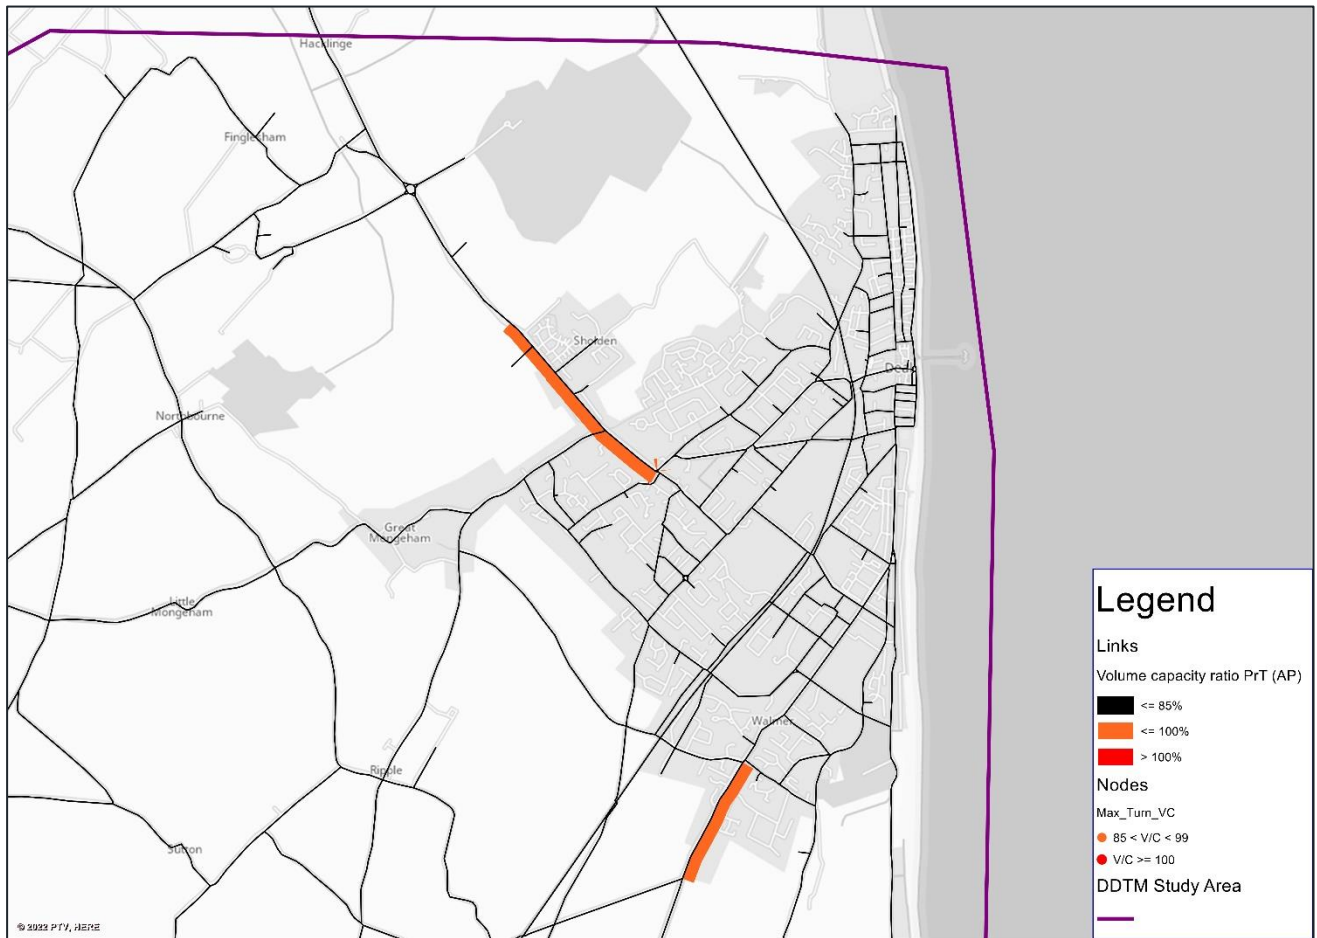 Hacklinge
Finglesham
Sholden
Deal
Northbourne
Great
Mongeham
Little
Mongeham
Walmer
Ripple
Sutton
Legend
Links
Volume capacity ratio PrT (AP)
<= 85%
<= 100%
> 100%
Nodes
Max_Turn_VC
85 < V/C < 99
V/C >= 100
DDTM Study Area
© 2022 PTV, HERE